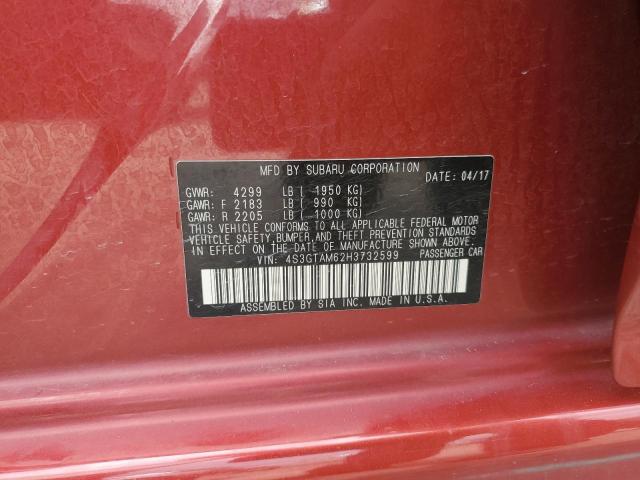 MFD BY SUBARU CORPORATION
DATE: 04/17
GVWR: 4299 LB ( 1950 KG)
GAWR: F 2183 LB ( 990 KG)
GAWR: R 2205 LB ( 1000 KG)
THIS VEHICLE CONFORMS TO ALL APPLICABLE FEDERAL MOTOR
VEHICLE SAFETY, BUMPER, AND THEFT PREVENTION STANDARDS
IN EFFECT ON THE DATE OF MANUFACTURE SHOWN ABOVE.
VIN: 4S3GTAM62H3732599 PASSENGER CAR
ASSEMBLED BY SIA INC. MADE IN U.S.A.